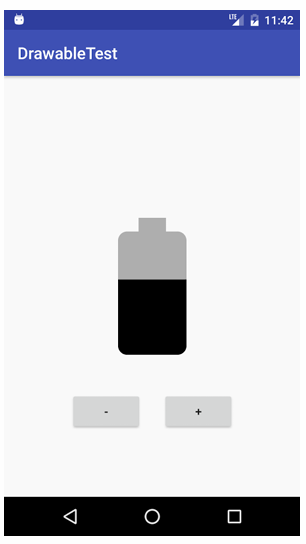 LTE 11:42
DrawableTest
- +